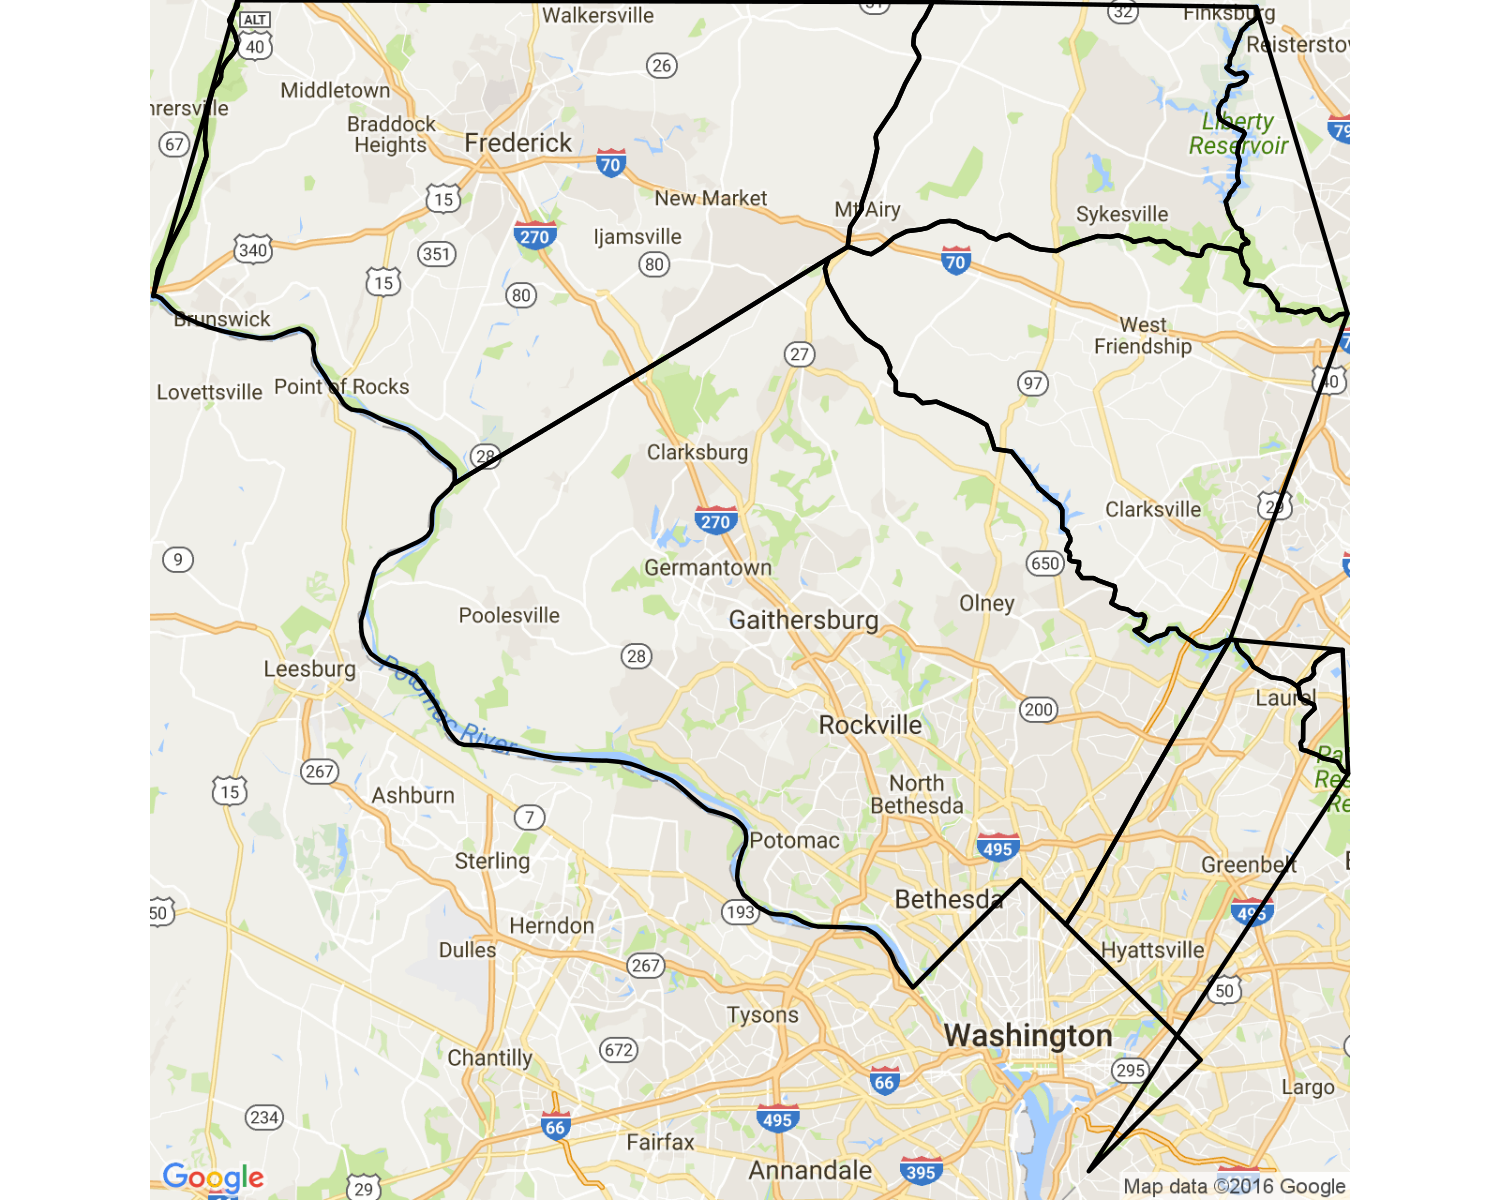 31
32
Finksburg
Walkersville
ALT
40
Reisterstow
26
Middletown
hrersville
Braddock
Heights
Frederick
Liberty
Reservoir
79
67
70
15
New Market
Mt Airy
Sykesville
340
270
Ijamsville
351
80
70
15
80
Brunswick
West
Friendship
27
Lovettsville
Point of Rocks
97
40
28
Clarksburg
29
Clarksville
270
9
650
Germantown
Olney
Poolesville
Gaithersburg
28
Leesburg
Potomac River
Laurel
200
Rockville
Pa
Re
Re
267
15
Ashburn
North
Bethesda
7
Potomac
495
Sterling
Greenbelt
Bethesda
50
193
495
Herndon
Dulles
Hyattsville
267
50
Tysons
Washington
672
Chantilly
295
66
Largo
234
495
66
Fairfax
Annandale
395
Google
29
Map data ©2016 Google